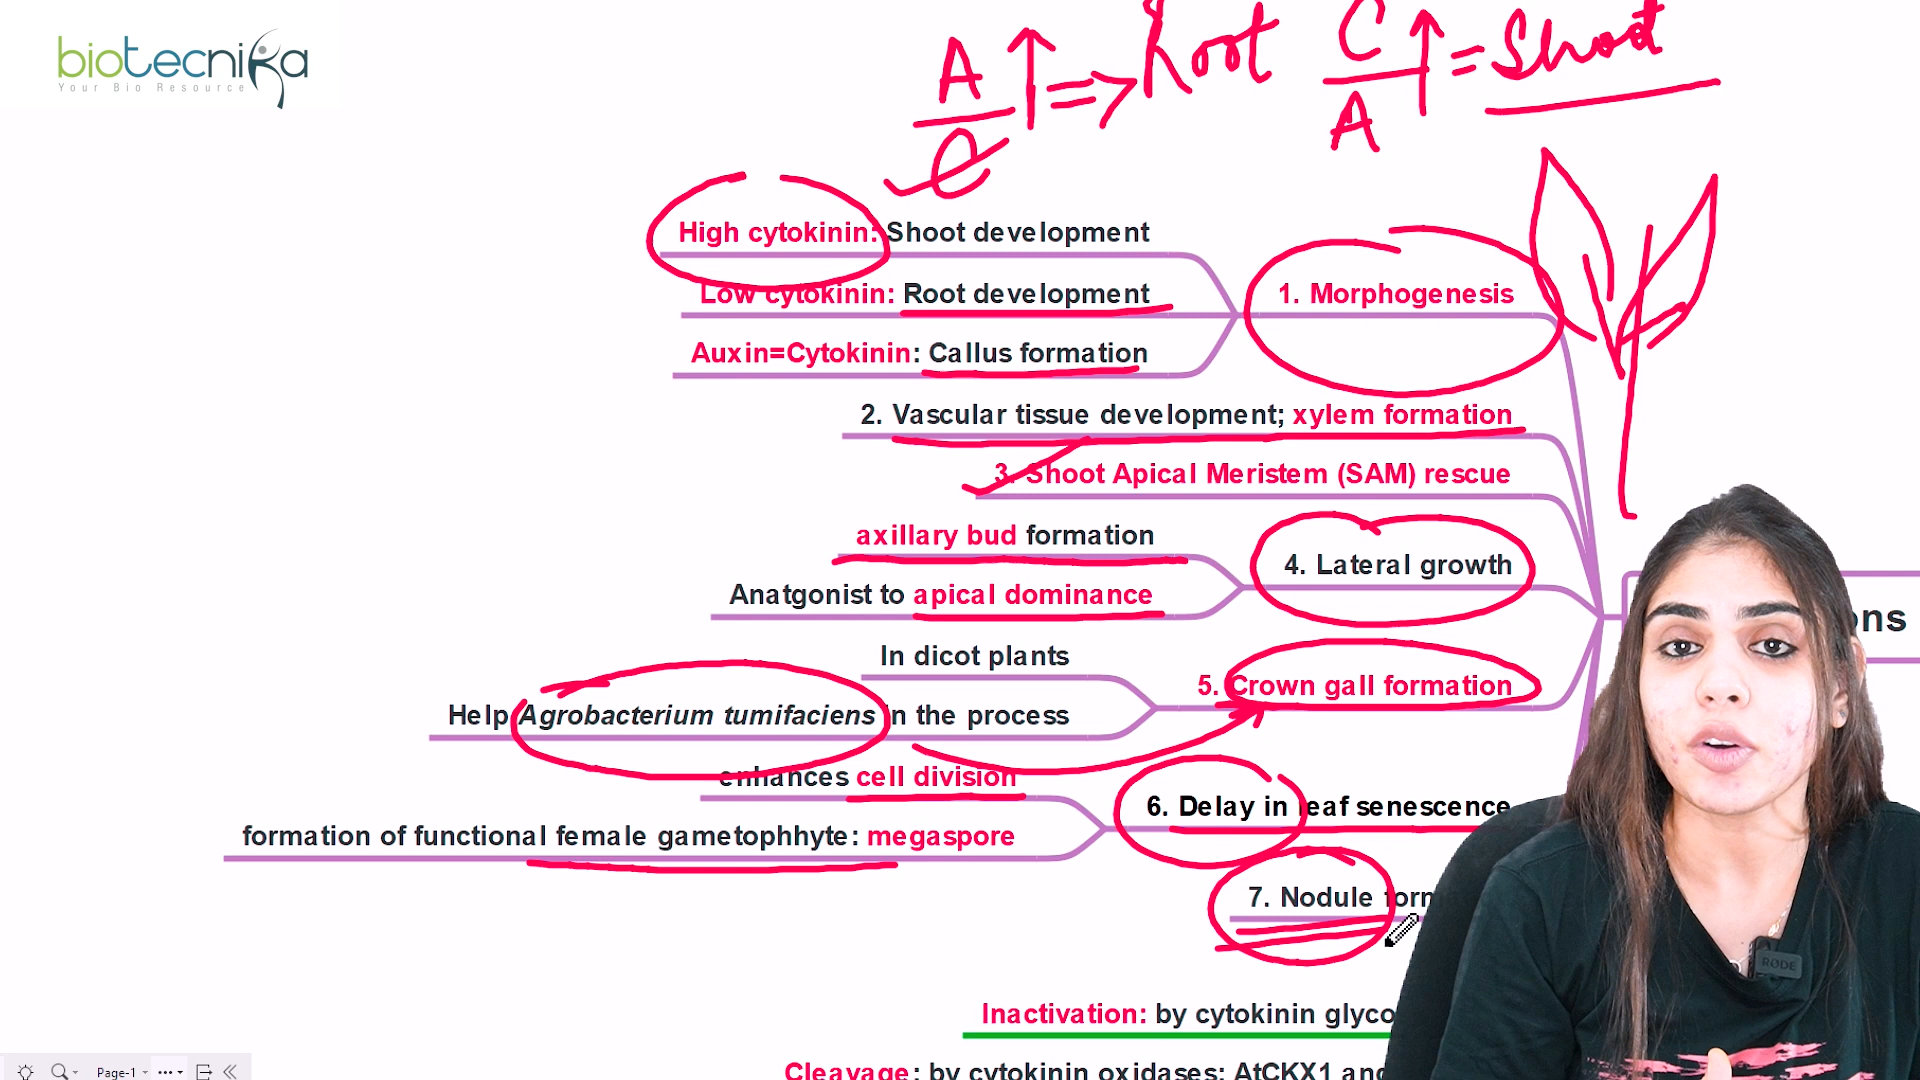 biotecnika
Your Bio Resource
A/C ↑ => Root
C/A ↑ = Shoot
High cytokinin: Shoot development
Low cytokinin: Root development
Auxin=Cytokinin: Callus formation
1. Morphogenesis
2. Vascular tissue development; xylem formation
3. Shoot Apical Meristem (SAM) rescue
axillary bud formation
Anatgonist to apical dominance
4. Lateral growth
In dicot plants
Help Agrobacterium tumifaciens in the process
5. Crown gall formation
enhances cell division
formation of functional female gametophhyte: megaspore
6. Delay in leaf senescence
7. Nodule
Inactivation: by cytokinin
Cleavage: by cytokinin oxidases: AtCKX1 and
RØDE
Page-1